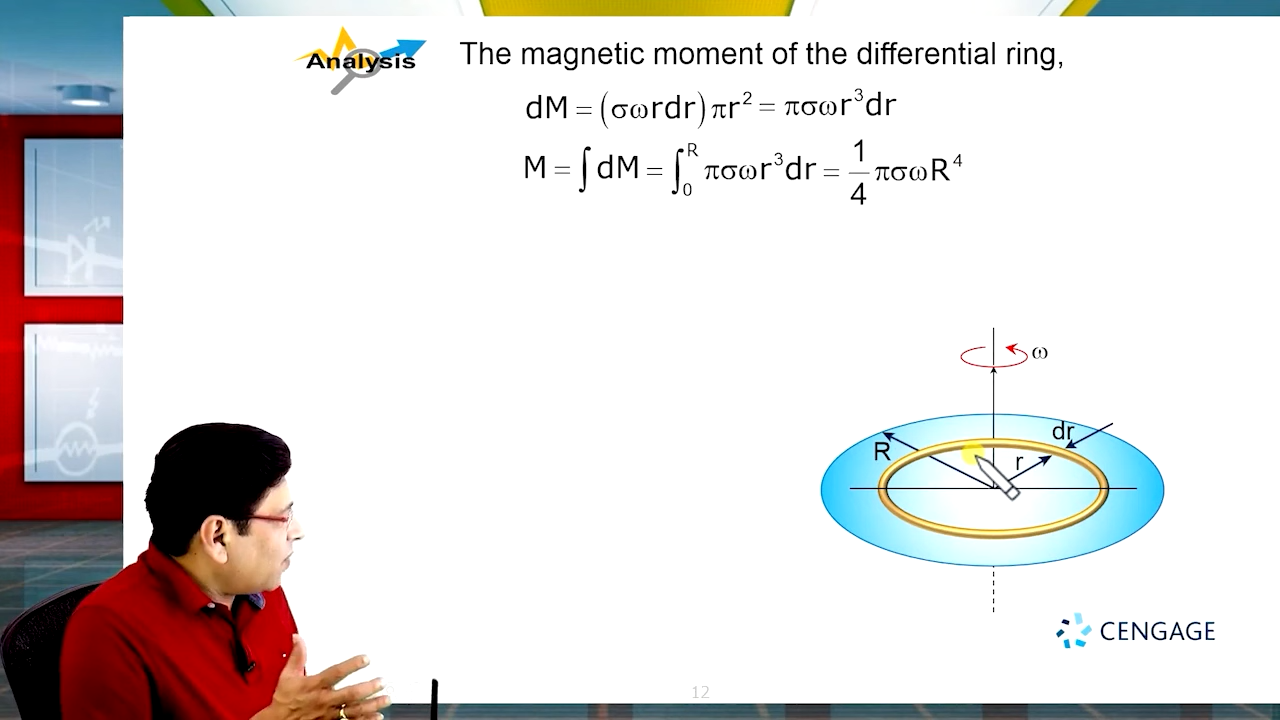 Analysis
The magnetic moment of the differential ring,
dM = (σωrdr) πr² = πσωr³dr
M = ∫ dM = ∫₀ᴿ πσωr³dr = 1/4 πσωR⁴
ω
dr
R
r
CENGAGE
12